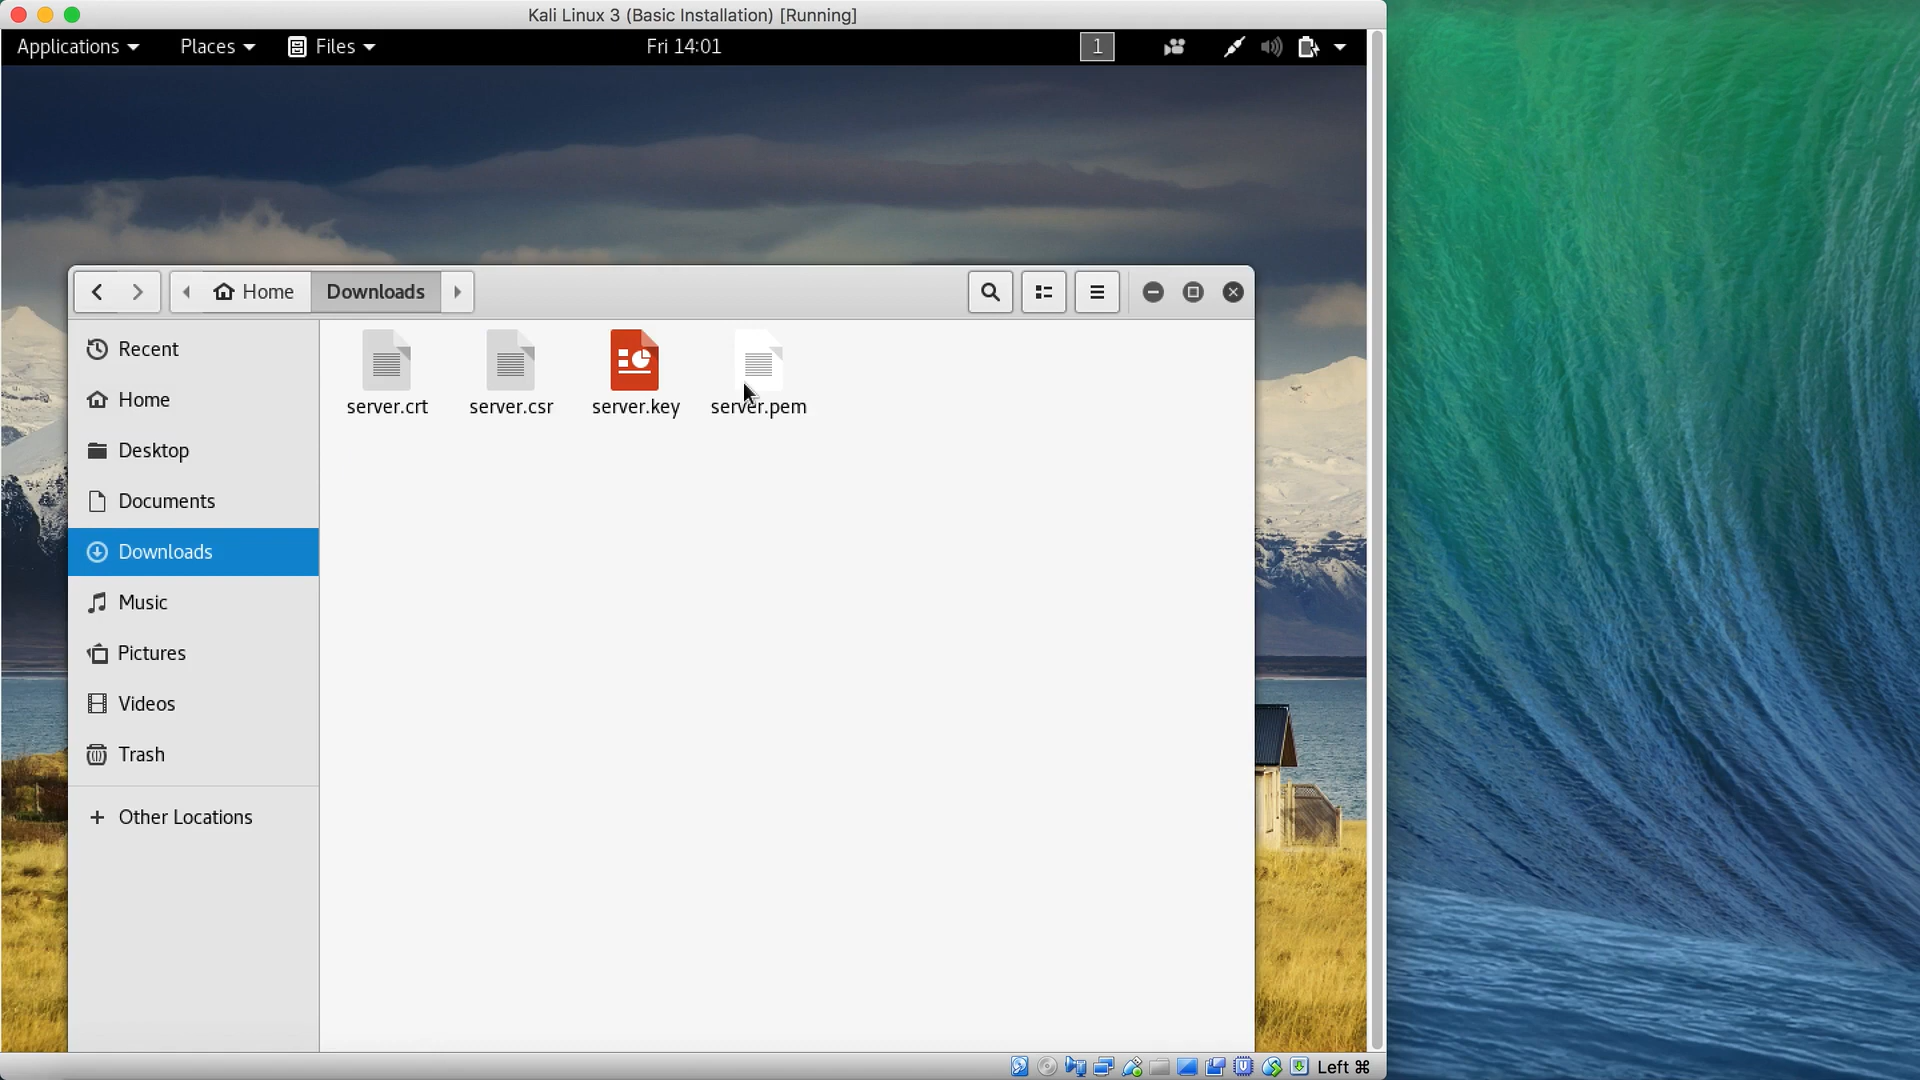 Kali Linux 3 (Basic Installation) [Running]
Applications Places Files Fri 14:01 1
Home Downloads
Recent
Home
Desktop
Documents
Downloads
Music
Pictures
Videos
Trash
Other Locations
server.crt server.csr server.key server.pem
Left ⌘